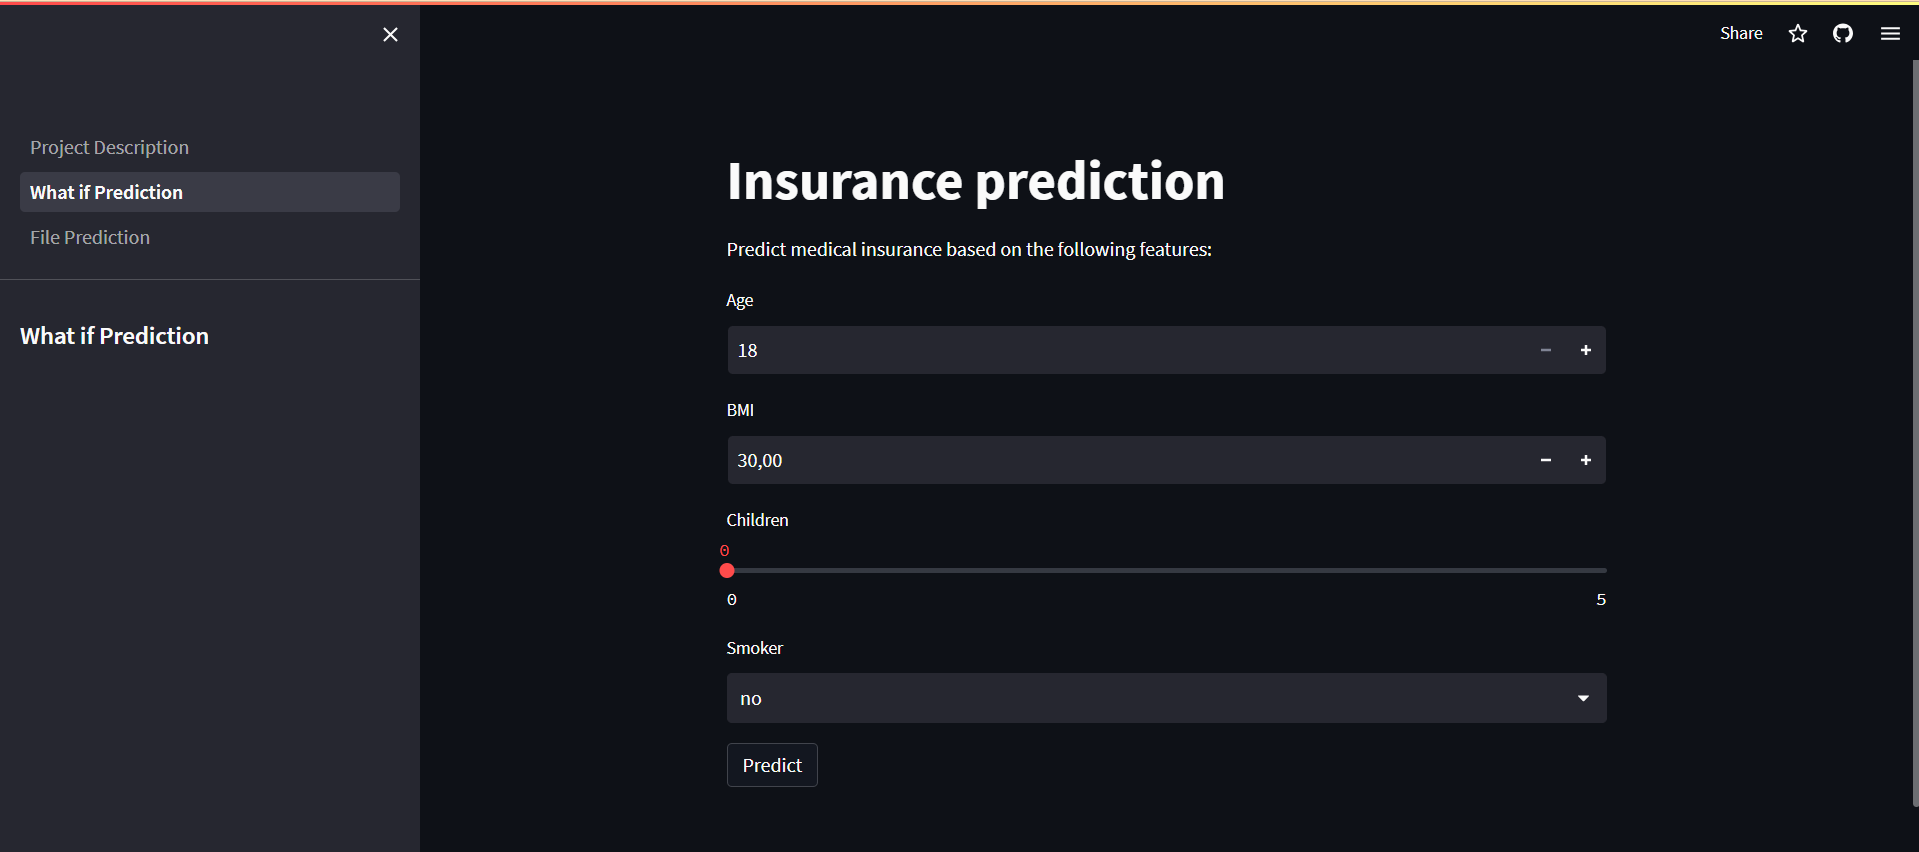 Share
Project Description
What if Prediction
File Prediction
What if Prediction
Insurance prediction
Predict medical insurance based on the following features:
Age
18
BMI
30,00
Children
0
0 5
Smoker
no
Predict